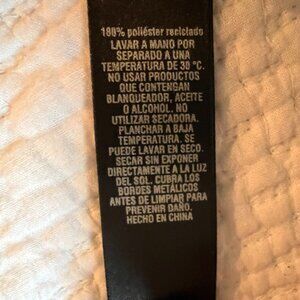 100% poliéster reciclado
LAVAR A MANO POR
SEPARADO A UNA
TEMPERATURA DE 30 °C.
NO USAR PRODUCTOS
QUE CONTENGAN
BLANQUEADOR, ACEITE
O ALCOHOL. NO
UTILIZAR SECADORA.
PLANCHAR A BAJA
TEMPERATURA. SE
PUEDE LAVAR EN SECO.
SECAR SIN EXPONER
DIRECTAMENTE A LA LUZ
DEL SOL. CUBRA LOS
BORDES METÁLICOS
ANTES DE LIMPIAR PARA
PREVENIR DAÑO.
HECHO EN CHINA